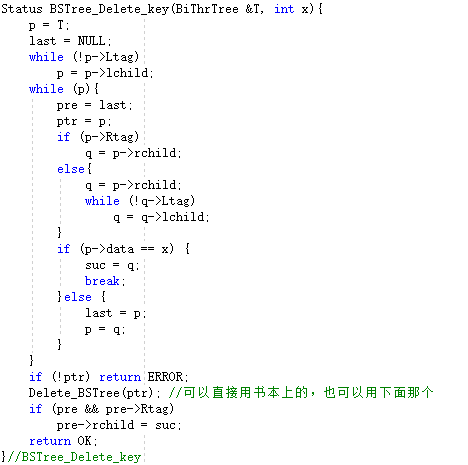 Status BSTree_Delete_key(BiThrTree &T, int x){
    p = T;
    last = NULL;
    while (!p->Ltag)
        p = p->lchild;
    while (p){
        pre = last;
        ptr = p;
        if (p->Rtag)
            q = p->rchild;
        else{
            q = p->rchild;
            while (!q->Ltag)
                q = q->lchild;
        }
        if (p->data == x) {
            suc = q;
            break;
        }else {
            last = p;
            p = q;
        }
    }
    if (!ptr) return ERROR;
    Delete_BSTree(ptr); //可以直接用书本上的，也可以用下面那个
    if (pre && pre->Rtag)
        pre->rchild = suc;
    return OK;
}//BSTree_Delete_key